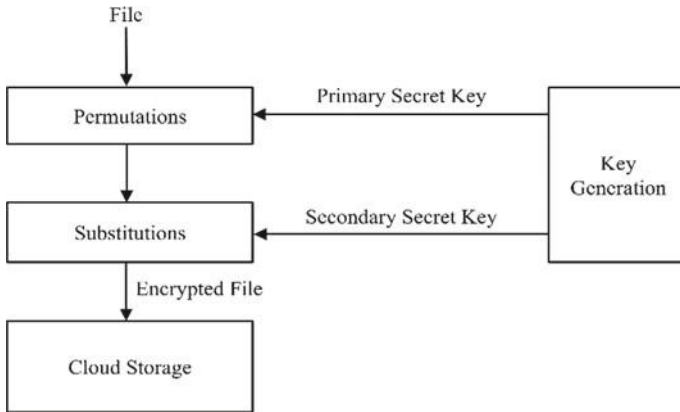 File
Permutations
Primary Secret Key
Key
Generation
Substitutions
Secondary Secret Key
Encrypted File
Cloud Storage